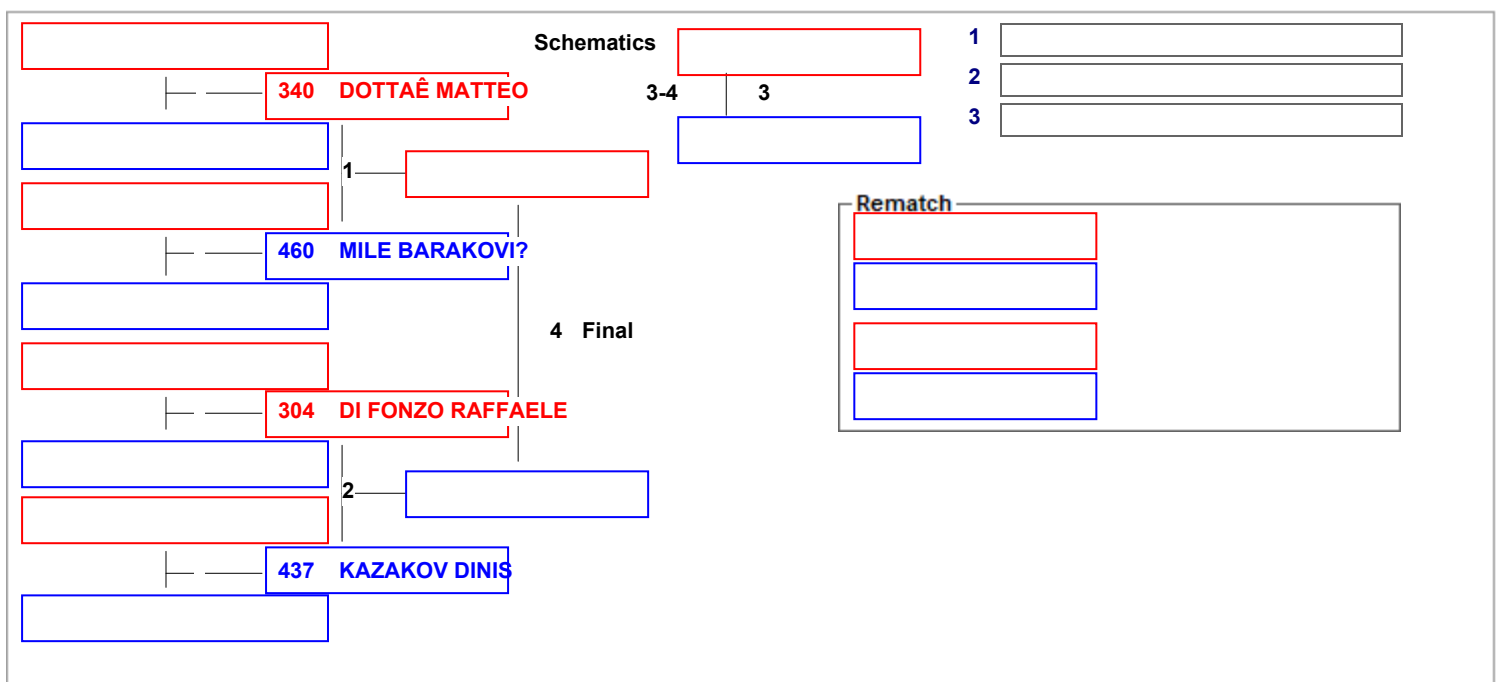 Schematics
1
2
3
340 DOTTAÊ MATTEO
3-4 3
1
Rematch
460 MILE BARAKOVI?
4 Final
304 DI FONZO RAFFAELE
2
437 KAZAKOV DINIS